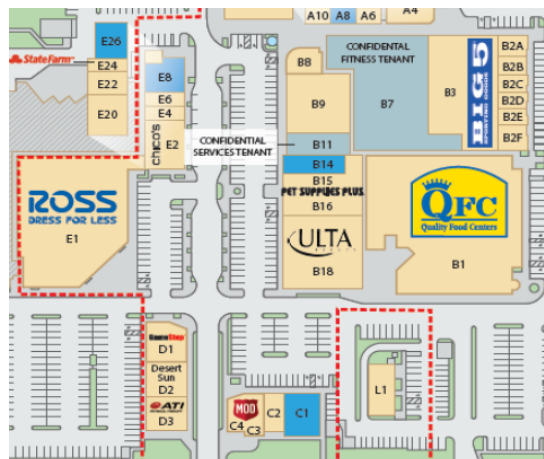 A10 A8 A6 A4
E26
StateFarm
E24
E22
E20
E8
E6
E4
chico's
E2
CONFIDENTIAL
SERVICES TENANT
B8
B9
B11
B14
B15
PET SUPPLIES PLUS.
B16
ULTA
B18
CONFIDENTIAL
FITNESS TENANT
B7
B3
BIG 5
SPORTING GOODS
B2A
B2B
B2C
B2D
B2E
B2F
ROSS
DRESS FOR LESS
E1
QFC
Quality Food Centers
B1
GameStop
D1
Desert
Sun
D2
ATI
D3
MOD
C4
C3
C2
C1
L1